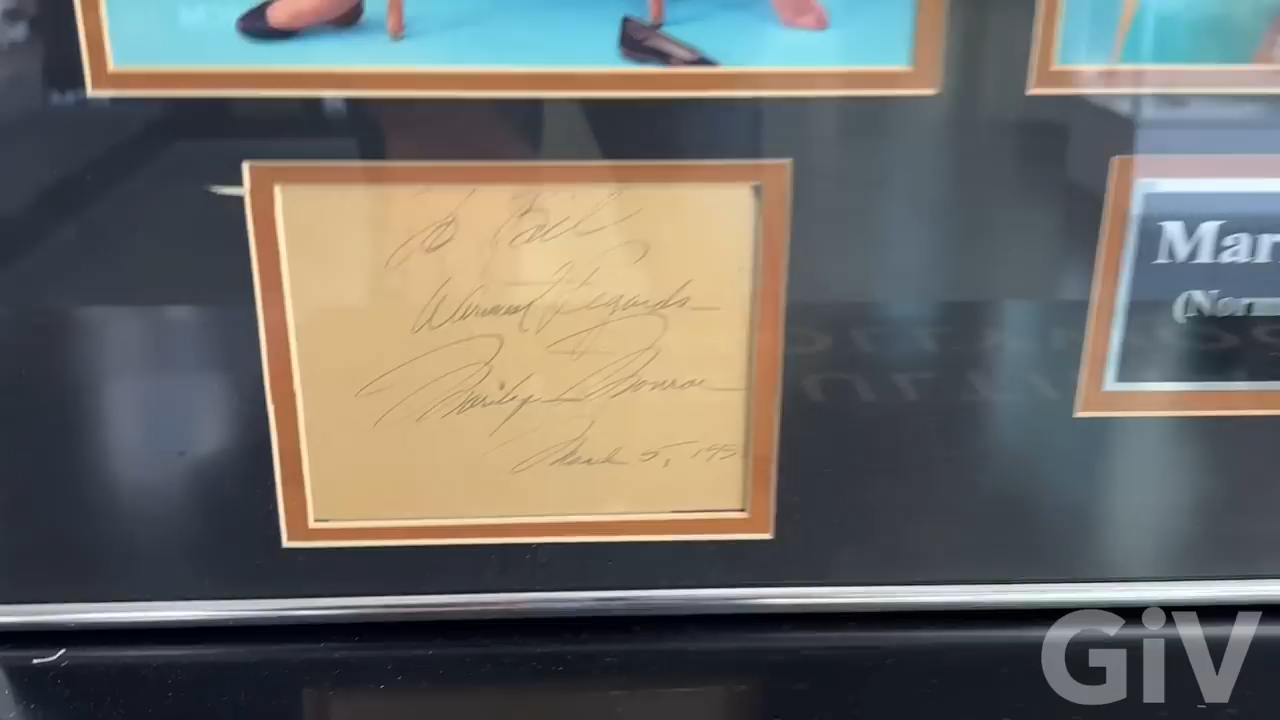 To Bill
Warmest Regards
Marilyn Monroe
March 5, 195
Mar
(Norm
GiV